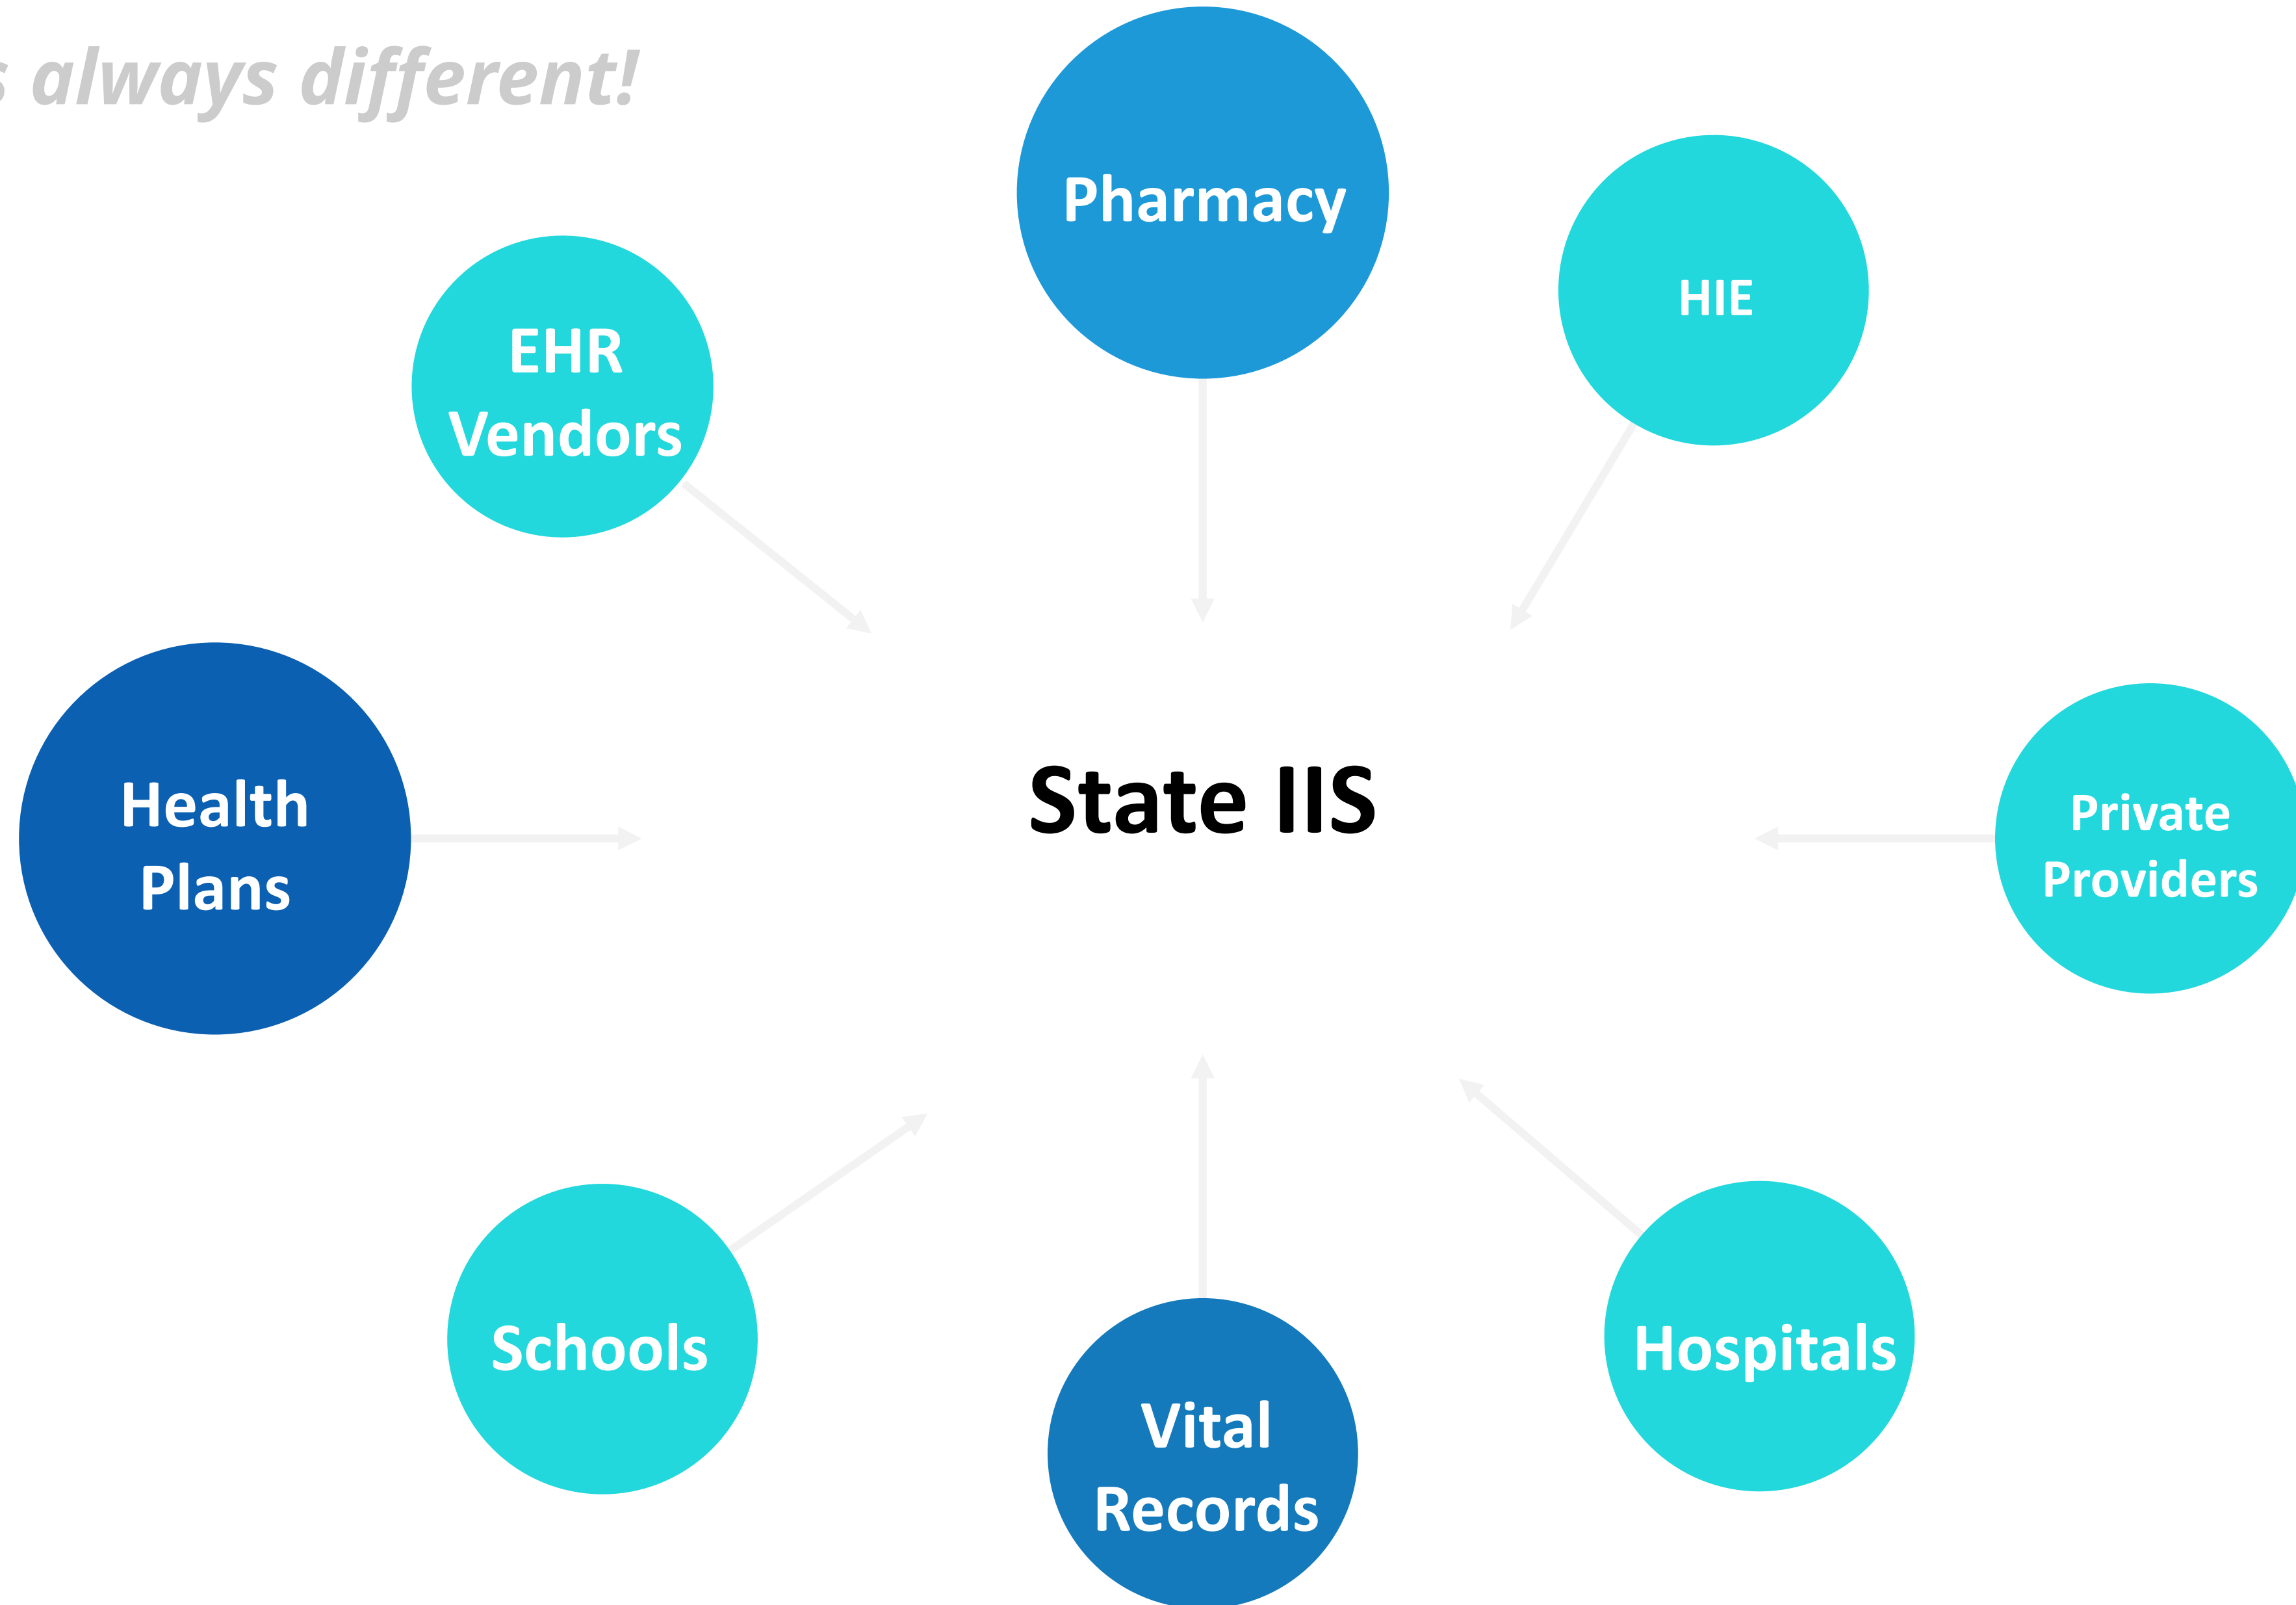 s always different!
Pharmacy
HIE
EHR
Vendors
Health
Plans
State IIS
Private
Providers
Schools
Hospitals
Vital
Records